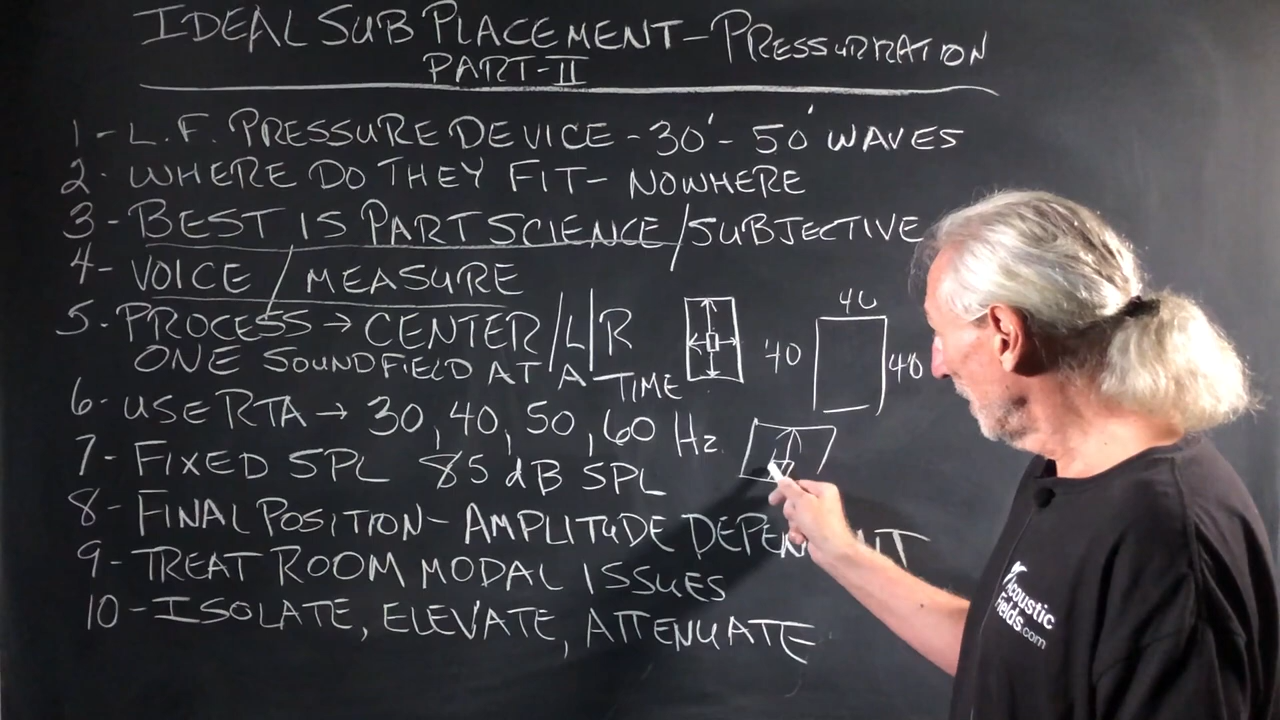 IDEAL SUB PLACEMENT - PRESSURRATION
PART-II
1 - L.F. PRESSURE DEVICE - 30' - 50' WAVES
2 - WHERE DO THEY FIT - NOWHERE
3 - BEST IS PART SCIENCE / SUBJECTIVE
4 - VOICE / MEASURE
5. PROCESS → CENTER / L / R
ONE SOUNDFIELD AT A TIME
40
40
40
6 - USE RTA → 30, 40, 50, 60 Hz.
7 - FIXED SPL 85 dB SPL
8 - FINAL POSITION - AMPLITUDE DEPENDENT
9 - TREAT ROOM MODAL ISSUES
10 - ISOLATE, ELEVATE, ATTENUATE
Acoustic
Fields.com